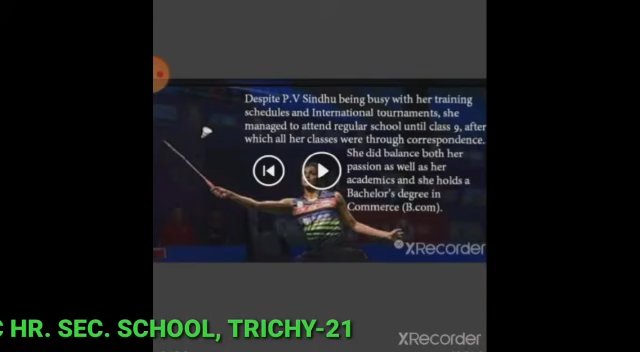 Despite P.V Sindhu being busy with her training
schedules and International tournaments, she
managed to attend regular school until class 9, after
which all her classes were through correspondence.
She did balance both her
passion as well as her
academics and she holds a
Bachelor's degree in
Commerce (B.com).
XRecorder
C HR. SEC. SCHOOL, TRICHY-21
XRecorder